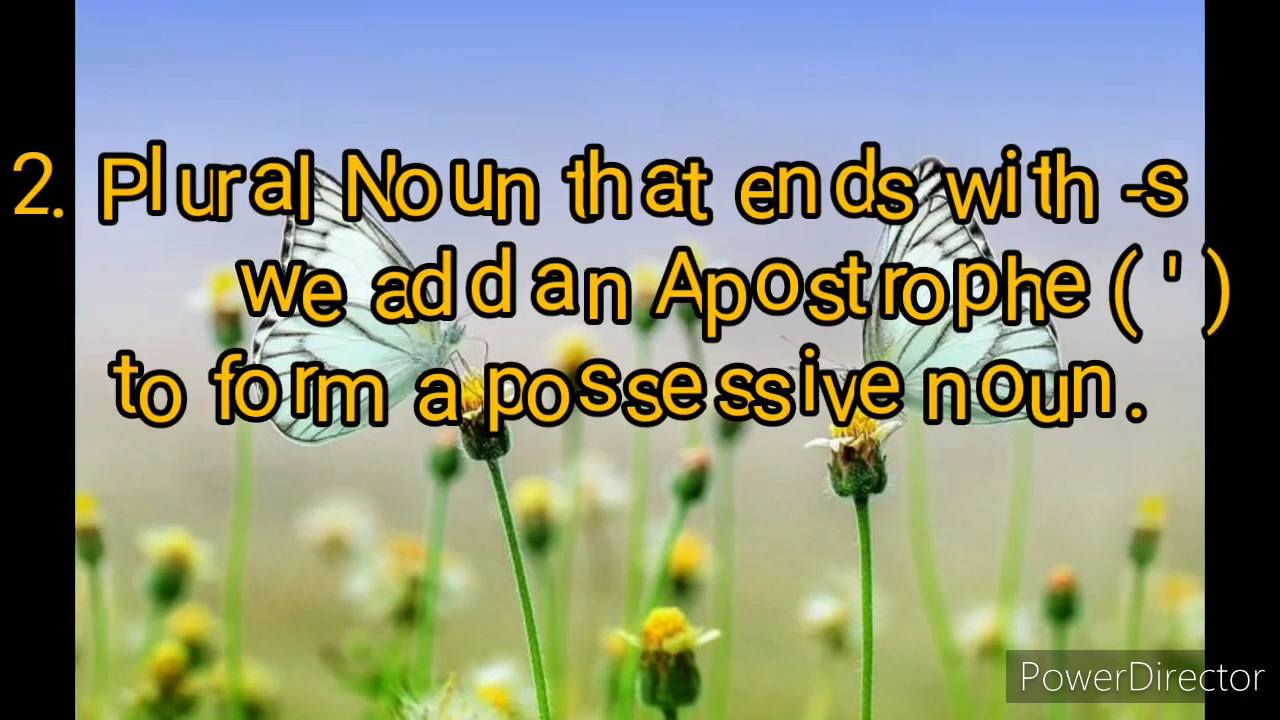 2. Plural Noun that ends with -s
we add an Apostrophe ( ' )
to form a possessive noun.
PowerDirector